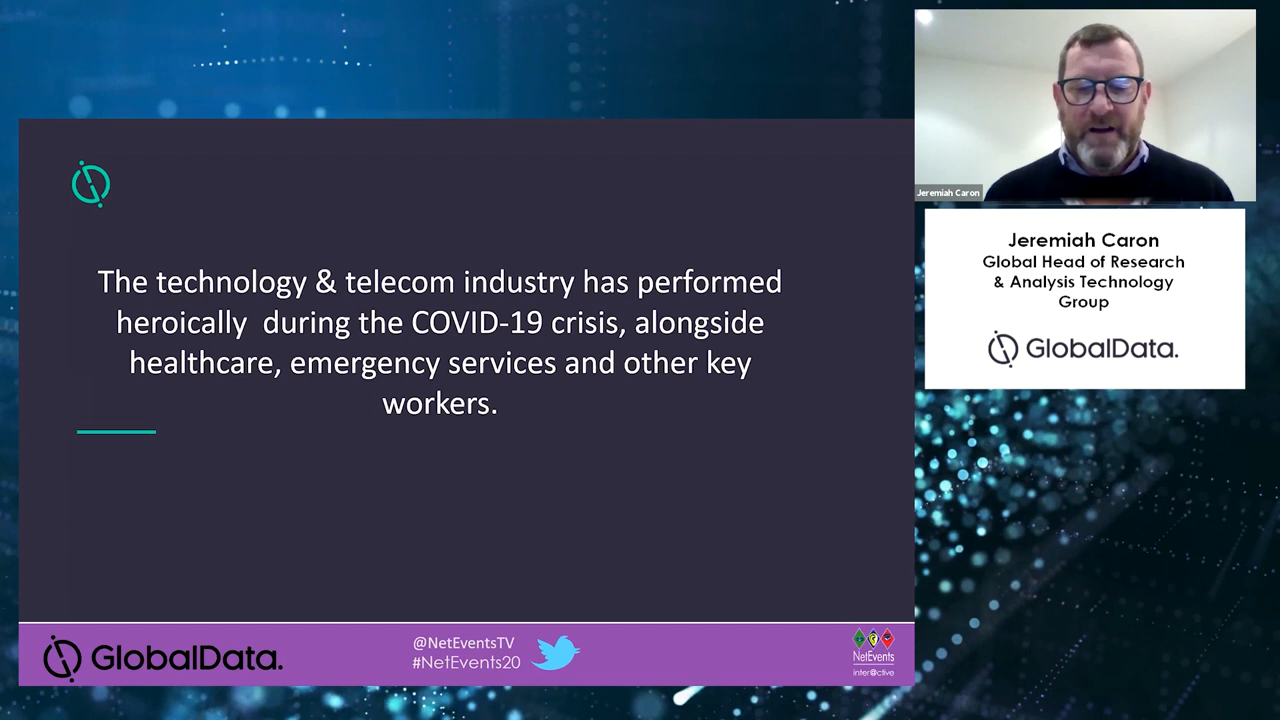 The technology & telecom industry has performed
heroically  during the COVID-19 crisis, alongside
healthcare, emergency services and other key
workers.
GlobalData.
@NetEventsTV
#NetEvents20
NetEvents
inter@ctive
Jeremiah Caron
Jeremiah Caron
Global Head of Research
& Analysis Technology
Group
GlobalData.